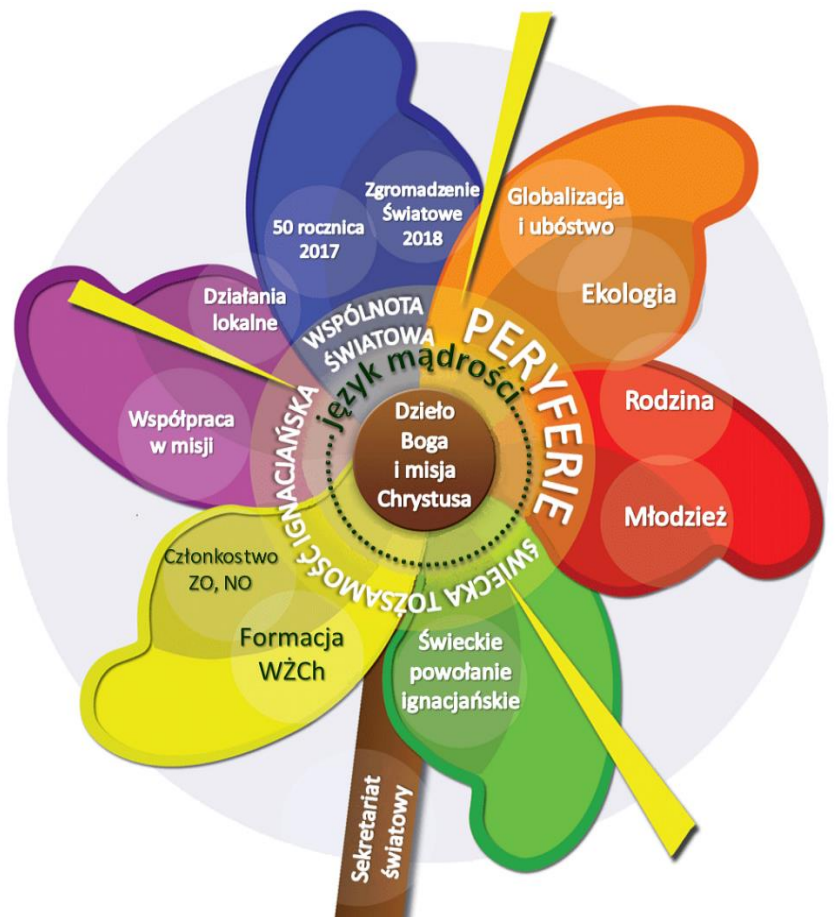 Zgromadzenie
Światowe
2018
50 rocznica
2017
Globalizacja
i ubóstwo
Ekologia
Rodzina
Młodzież
Działania
lokalne
Współpraca
w misji
WSPÓLNOTA
ŚWIATOWA
język mądrości
PERYFERIE
Dzieło
Boga
i misja
Chrystusa
ŚWIECKA TOŻSAMOŚĆ IGNACJAŃSKA
Członkostwo
ZO, NO
Formacja
WŻCh
Świeckie
powołanie
ignacjańskie
Sekretariat
światowy